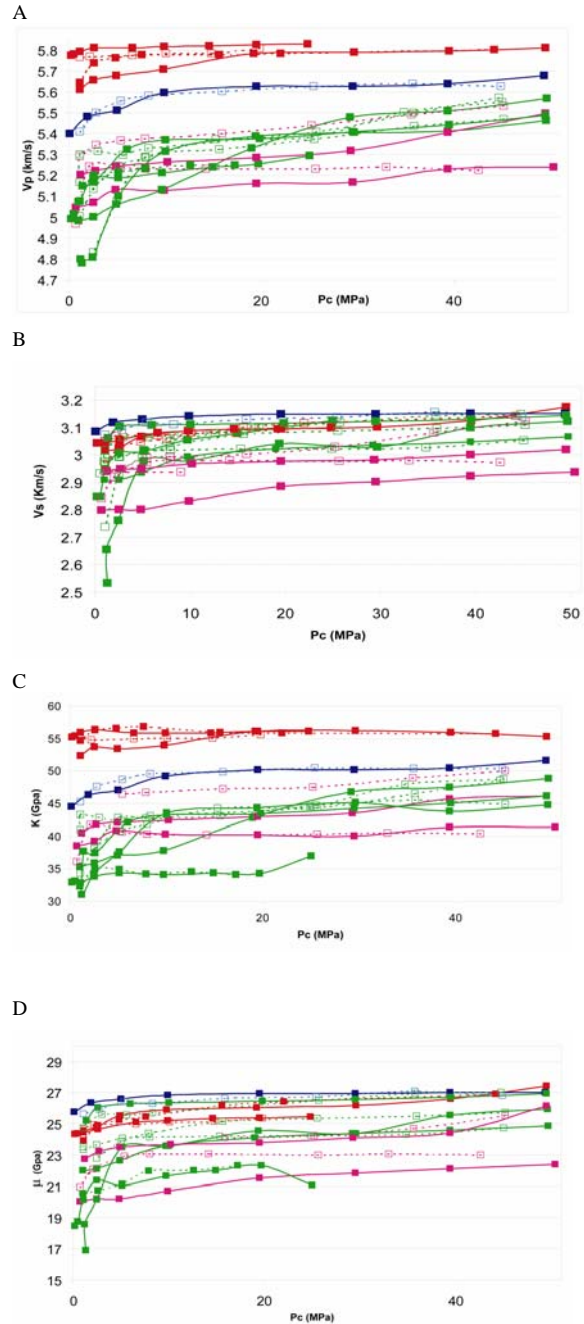 A
5.8
5.7
5.6
5.5
5.4
5.3
5.2
5.1
5
4.9
4.8
4.7
Vp (km/s)
0 20 40
Pc (MPa)
B
3.2
3.1
3
2.9
2.8
2.7
2.6
2.5
Vs (Km/s)
0 10 20 30 40 50
Pc (MPa)
C
60
55
50
45
40
35
30
K (Gpa)
0 20 40
Pc (MPa)
D
29
27
25
23
21
19
17
15
µ (Gpa)
0 20 40
Pc (MPa)